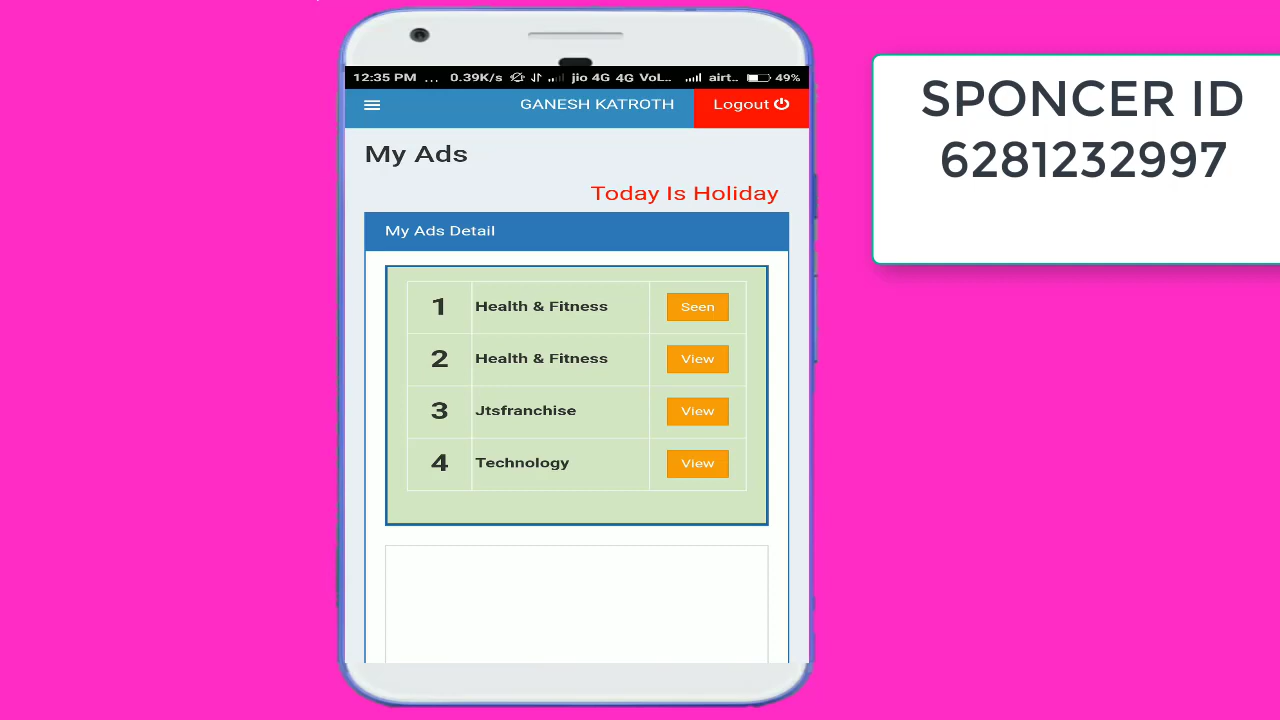 12:35 PM ... 0.39K/s jio 4G 4G VoL.. airt.. 49%
GANESH KATROTH Logout
My Ads
Today Is Holiday
My Ads Detail
1 Health & Fitness Seen
2 Health & Fitness View
3 Jtsfranchise View
4 Technology View
SPONCER ID
6281232997